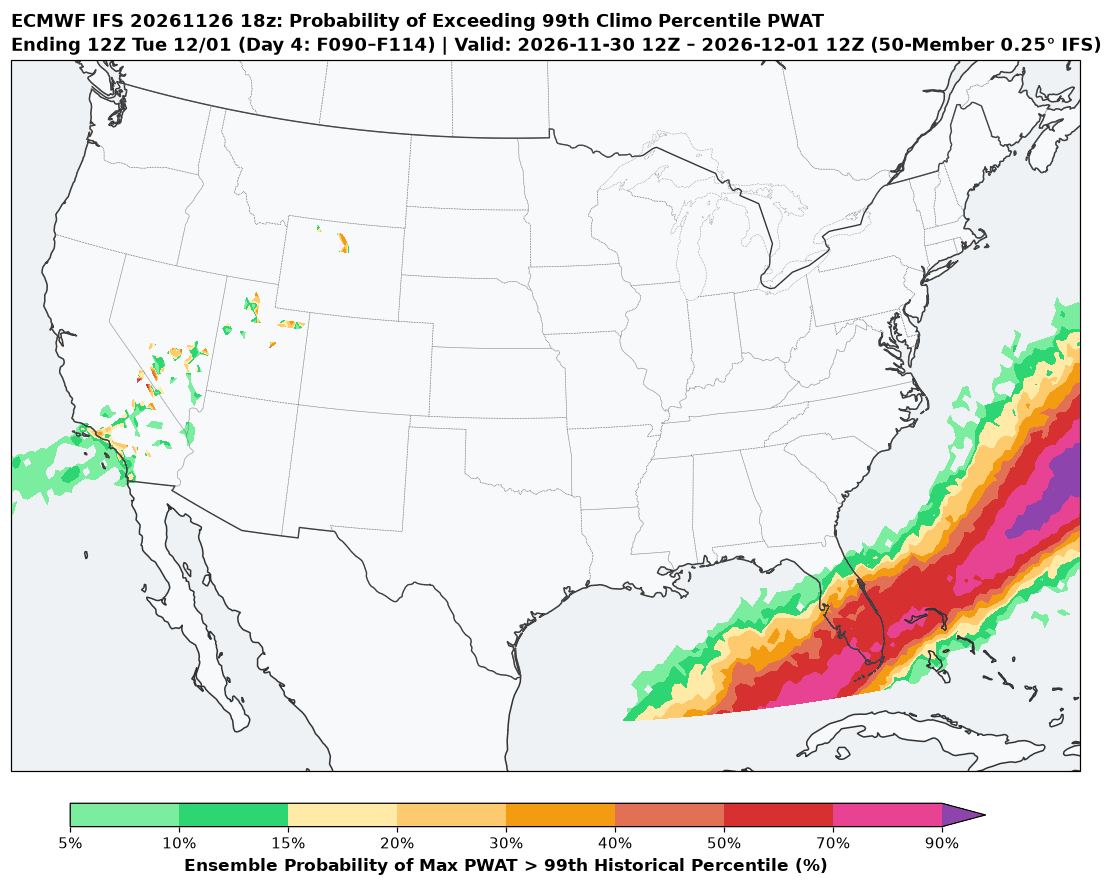 ECMWF IFS 20261126 18z: Probability of Exceeding 99th Climo Percentile PWAT
Ending 12Z Tue 12/01 (Day 4: F090–F114) | Valid: 2026-11-30 12Z – 2026-12-01 12Z (50-Member 0.25° IFS)
5% 10% 15% 20% 30% 40% 50% 70% 90%
Ensemble Probability of Max PWAT > 99th Historical Percentile (%)